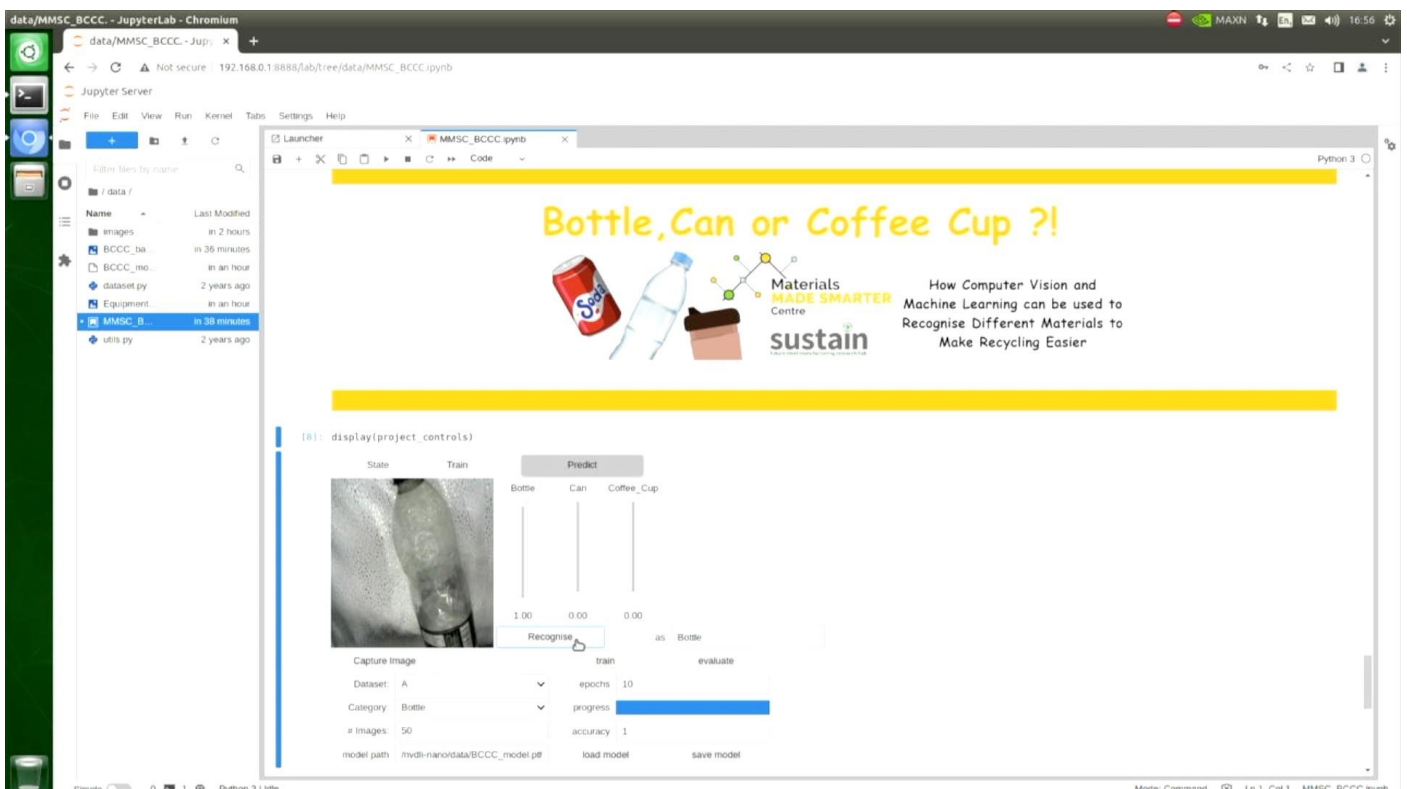 data/MMSC_BCCC. - JupyterLab - Chromium
MAXN
En
16:56
data/MMSC_BCCC. - Jupy
Not secure
192.168.0.1:8888/lab/tree/data/MMSC_BCCC.ipynb
Jupyter Server
File Edit View Run Kernel Tabs Settings Help
Launcher
MMSC_BCCC.ipynb
Code
Python 3
Filter files by name
/ data /
Name
Last Modified
images
in 2 hours
BCCC_ba...
in 36 minutes
BCCC_mo...
in an hour
dataset.py
2 years ago
Equipment...
in an hour
MMSC_B...
in 38 minutes
utils.py
2 years ago
Bottle,Can or Coffee Cup ?!
Soda
Materials
MADE SMARTER
Centre
sustain
How Computer Vision and
Machine Learning can be used to
Recognise Different Materials to
Make Recycling Easier
[8]: display(project_controls)
State Train Predict
Bottle Can Coffee_Cup
1.00 0.00 0.00
Recognise as Bottle
Capture Image train evaluate
Dataset: A epochs 10
Category: Bottle progress
# Images: 50 accuracy 1
model path /nvdli-nano/data/BCCC_model.pt load model save model
Simple 0 1 Python 3 | Idle
Mode: Command Ln 1, Col 1 MMSC_BCCC.ipynb